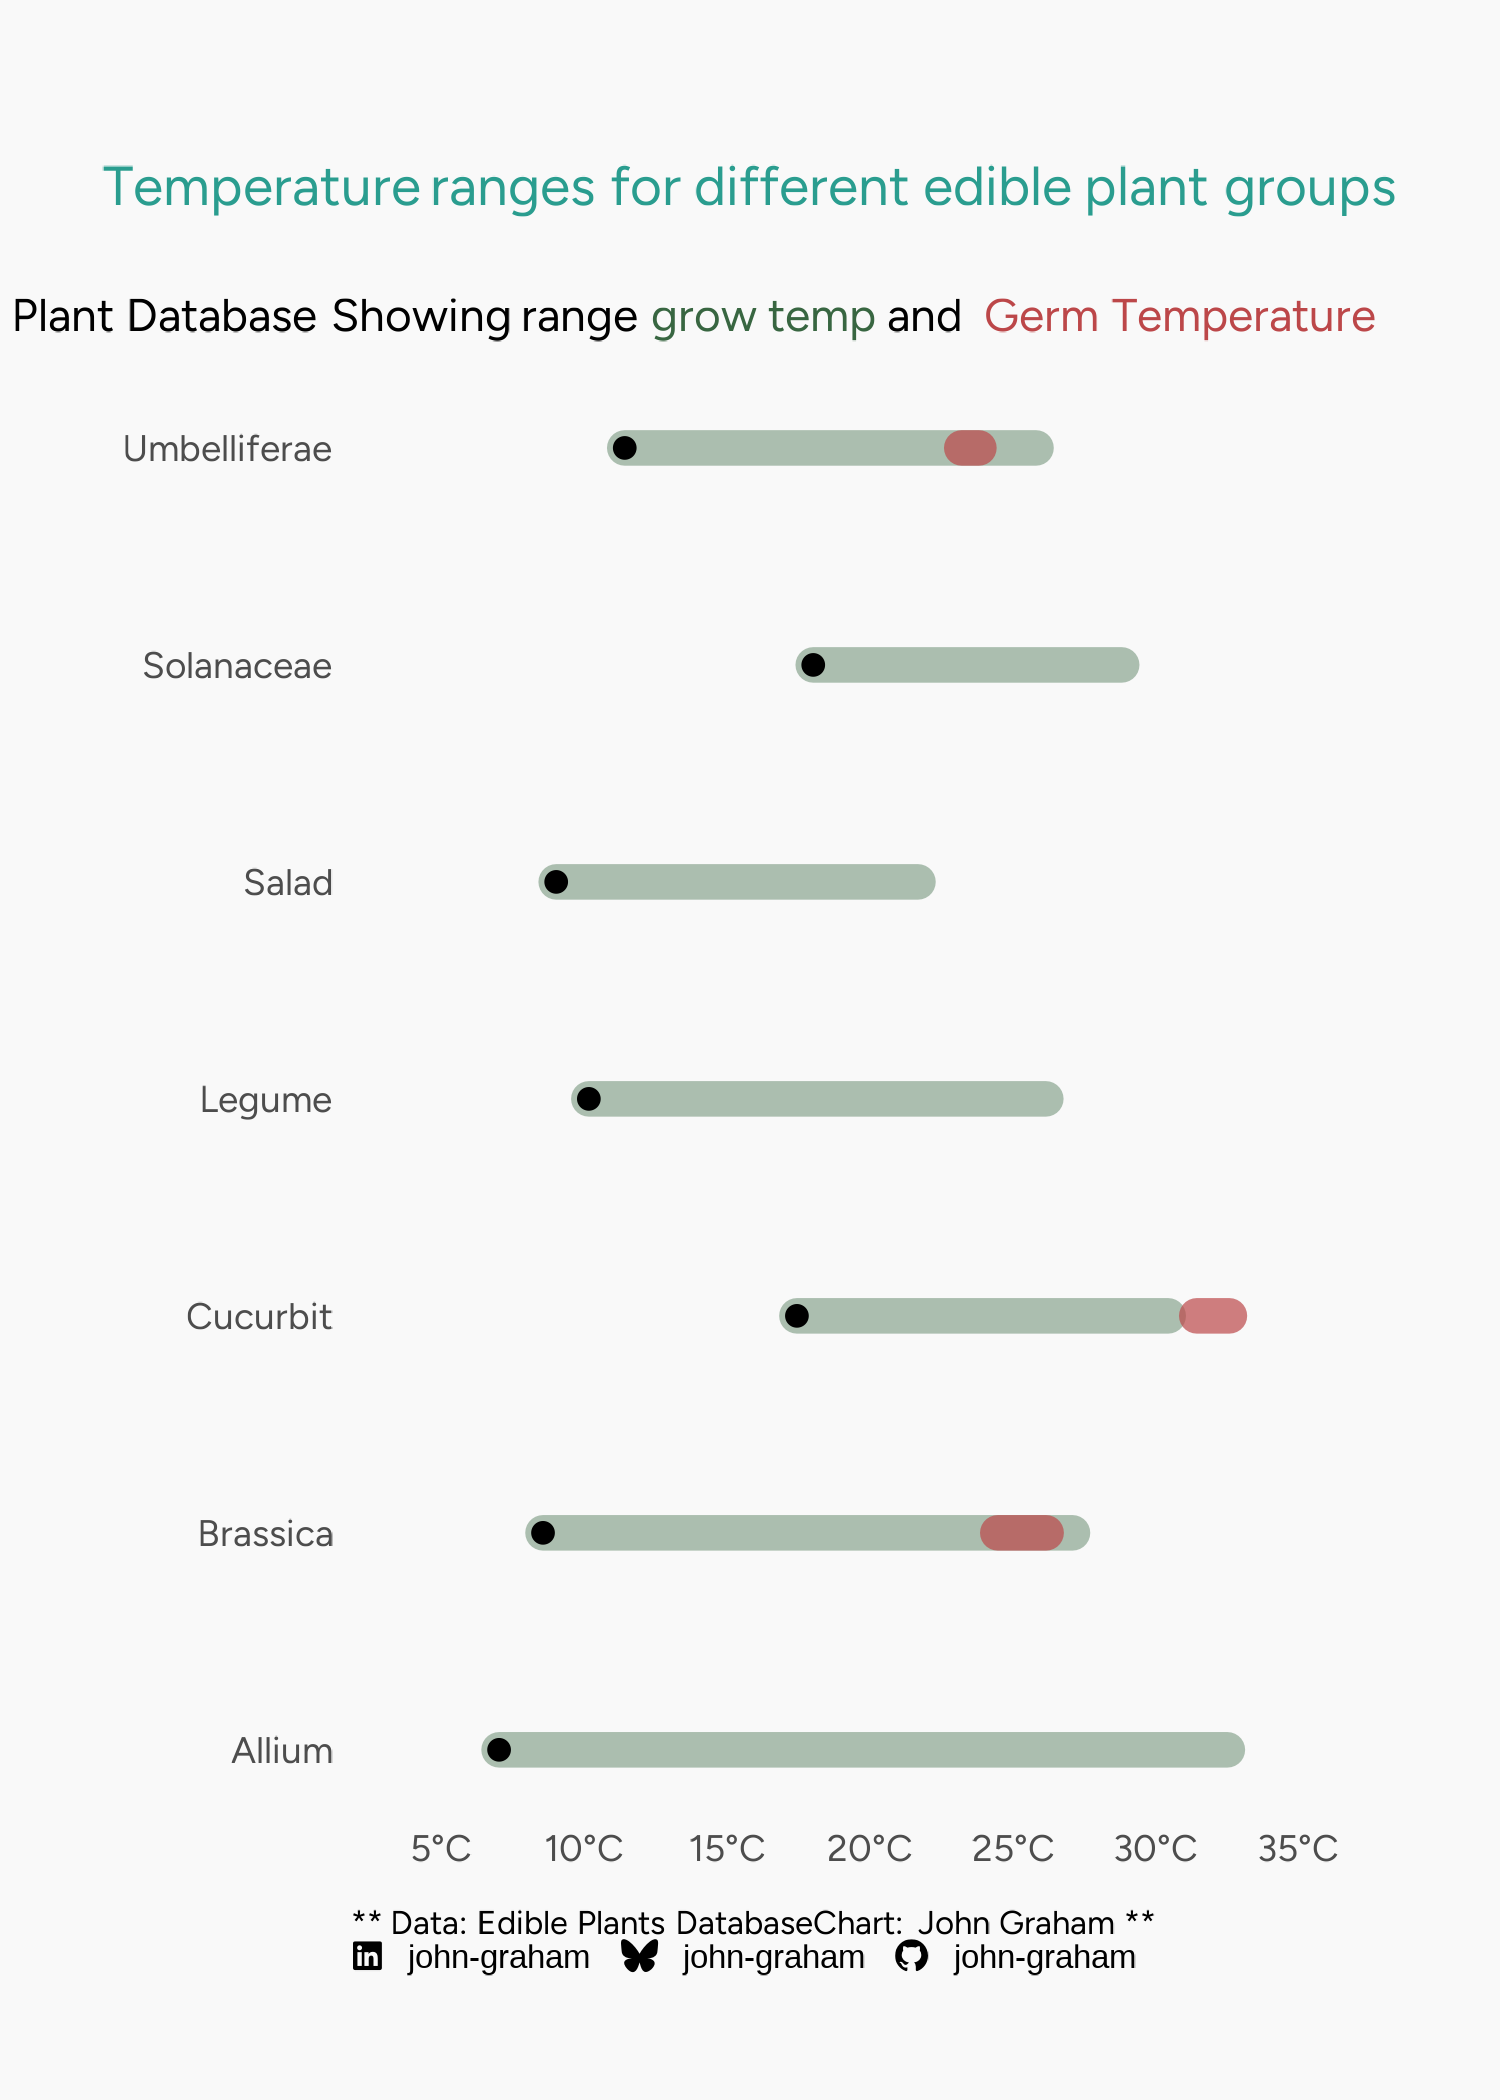 Temperature ranges for different edible plant groups
Plant Database Showing range grow temp and Germ Temperature
Umbelliferae
Solanaceae
Salad
Legume
Cucurbit
Brassica
Allium
5°C 10°C 15°C 20°C 25°C 30°C 35°C
** Data: Edible Plants DatabaseChart: John Graham **
in john-graham john-graham john-graham